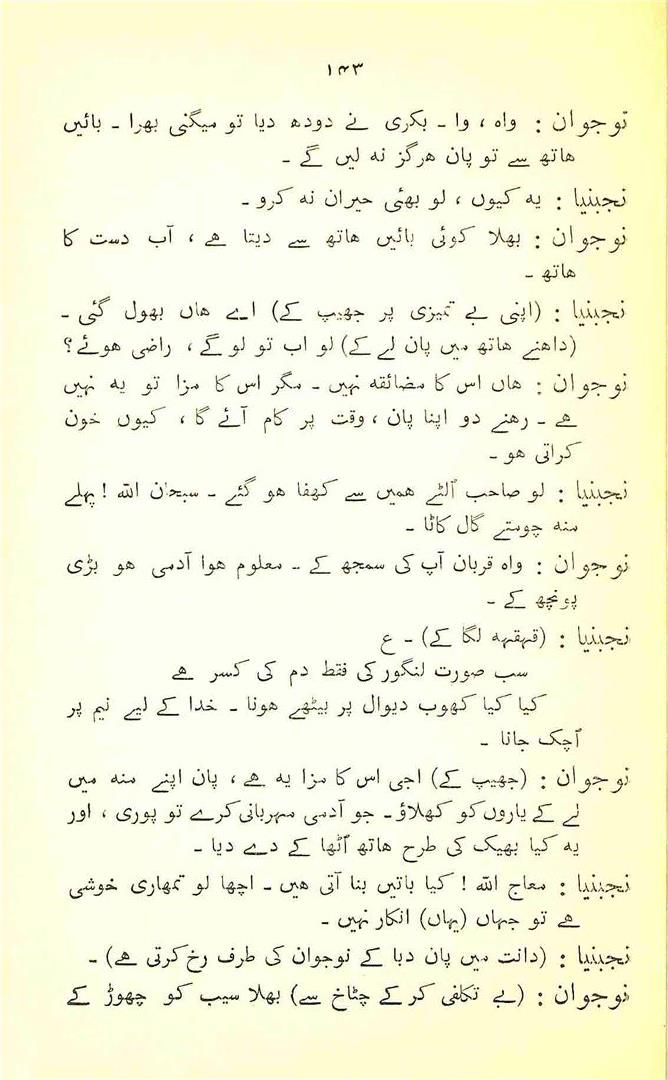 ۱۴۳
نوجوان : واہ ، وا ۔ بکری نے دودھ دیا تو میگنی بھرا ۔ بائیں
ہاتھ سے تو پان ہرگز نہ لیں گے ۔
نجبنیا : یہ کیوں ، لو بھئی حیران نہ کرو ۔
نوجوان : بھلا کوئی بائیں ہاتھ سے دیتا ہے ، آب دست کا
ہاتھ ۔
نجبنیا : (اپنی بے تمیزی پر جھیپ کے) اے ہاں بھول گئی ۔
(داہنے ہاتھ میں پان لے کے) لو اب تو لو گے ، راضی ہوئے ؟
نوجوان : ہاں اس کا مضائقہ نہیں ۔ مگر اس کا مزا تو یہ نہیں
ہے ۔ رہنے دو اپنا پان ، وقت پر کام آئے گا ، کیوں خون
کراتی ہو ۔
نجبنیا : لو صاحب اُلٹے ہمیں سے کھفا ہو گئے ۔ سبحان اللہ ! پہلے
منہ چومتے گال کاٹا ۔
نوجوان : واہ قربان آپ کی سمجھ کے ۔ معلوم ہوا آدمی ہو بڑی
پونچھ کے ۔
نجبنیا : (قہقہہ لگا کے) ۔ ع
سب صورت لنگور کی فقط دم کی کسر ہے
کیا کیا کھوب دیوال پر بیٹھے ہونا ۔ خدا کے لیے نیم پر
اُچک جانا ۔
نوجوان : (جھیپ کے) اجی اس کا مزا یہ ہے ، پان اپنے منہ میں
لے کے یاروں کو کھلاؤ ۔ جو آدمی مہربانی کرے تو پوری ، اور
یہ کیا بھیک کی طرح ہاتھ اُٹھا کے دے دیا ۔
نجبنیا : معاج اللہ ! کیا باتیں بنا آتی ہیں ۔ اچھا لو تمھاری خوشی
ہے تو جہاں (یہاں) انکار نہیں ۔
نجبنیا : (دانت میں پان دبا کے نوجوان کی طرف رخ کرتی ہے) ۔
نوجوان : (بے تکلفی کر کے چٹاخ سے) بھلا سیب کو چھوڑ کے